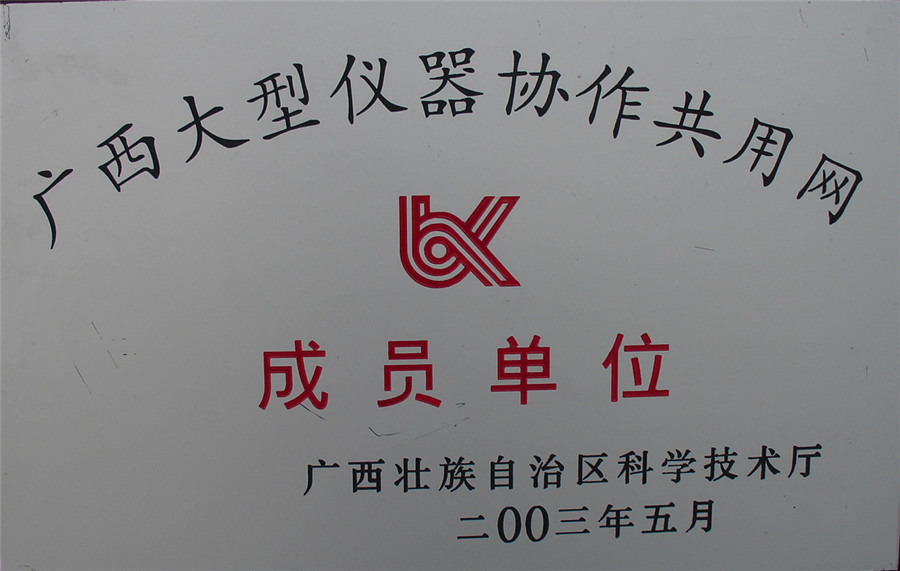 广西大型仪器协作共用网
成员单位
广西壮族自治区科学技术厅
二00三年五月